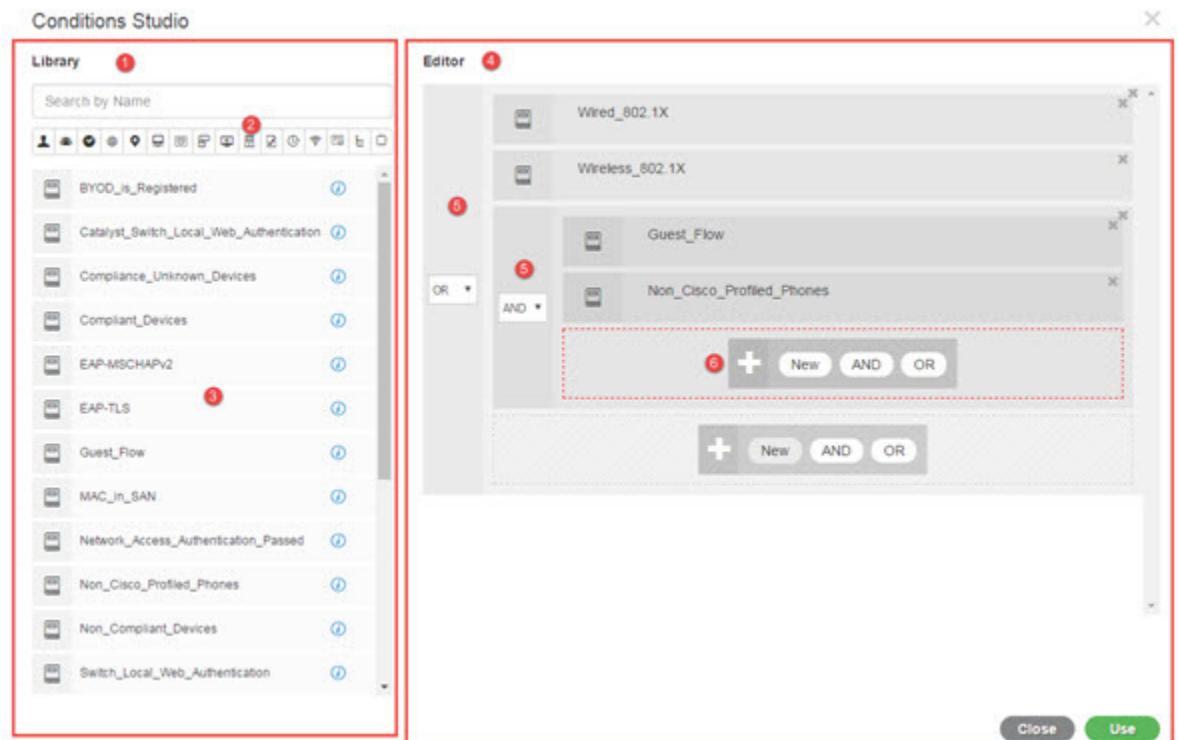 Conditions Studio
Library 1
Search by Name
2
BYOD_is_Registered
Catalyst_Switch_Local_Web_Authentication
Compliance_Unknown_Devices
Compliant_Devices
EAP-MSCHAPv2
3
EAP-TLS
Guest_Flow
MAC_in_SAN
Network_Access_Authentication_Passed
Non_Cisco_Profiled_Phones
Non_Compliant_Devices
Switch_Local_Web_Authentication
Editor 4
Wired_802.1X
Wireless_802.1X
5
OR
5
AND
Guest_Flow
Non_Cisco_Profiled_Phones
6 New AND OR
New AND OR
Close Use